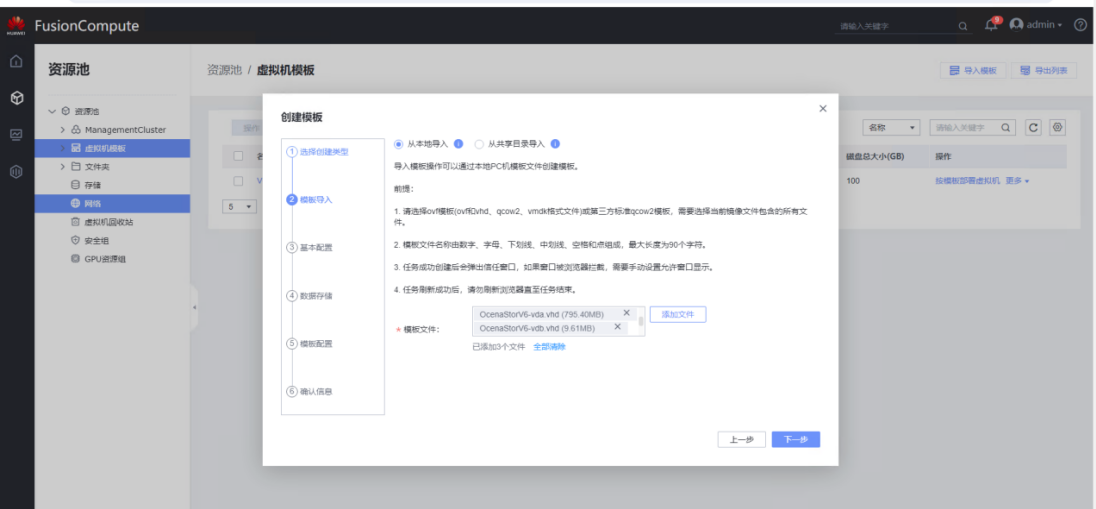 HUAWEI
FusionCompute
请输入关键字
9
admin
资源池
资源池 / 虚拟机模板
导入模板
导出列表
资源池
ManagementCluster
虚拟机模板
文件夹
存储
网络
虚拟机回收站
安全组
GPU资源组
操作
名称
请输入关键字
磁盘总大小(GB)
操作
V
100
按模板部署虚拟机 更多
5
创建模板
1 选择创建类型
2 模板导入
3 基本配置
4 数据存储
5 模板配置
6 确认信息
从本地导入
从共享目录导入
导入模板操作可以通过本地PC机模板文件创建模板。
前提：
1. 请选择ovf模板(ovf和vhd、qcow2、vmdk格式文件)或第三方标准qcow2模板，需要选择当前镜像文件包含的所有文
件。
2. 模板文件名称由数字、字母、下划线、中划线、空格和点组成，最大长度为90个字符。
3. 任务成功创建后会弹出信任窗口，如果窗口被浏览器拦截，需要手动设置允许窗口显示。
4. 任务刷新成功后，请勿刷新浏览器直至任务结束。
* 模板文件：
OcenaStorV6-vda.vhd (795.40MB)
OcenaStorV6-vdb.vhd (9.61MB)
添加文件
已添加3个文件 全部清除
上一步
下一步